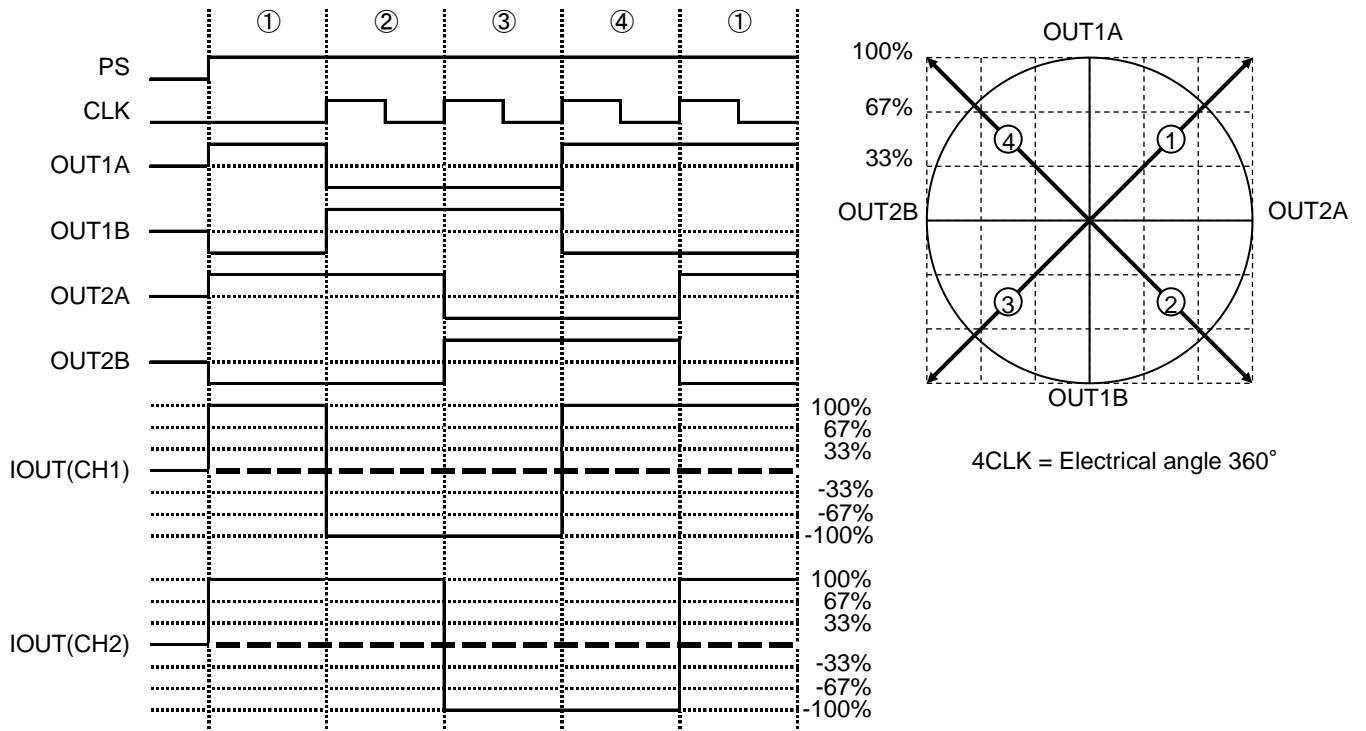 ① ② ③ ④ ①
PS
CLK
OUT1A
OUT1B
OUT2A
OUT2B
IOUT(CH1)
100%
67%
33%
-33%
-67%
-100%
IOUT(CH2)
100%
67%
33%
-33%
-67%
-100%
OUT1A
100%
67%
33%
④ ①
OUT2B OUT2A
③ ②
OUT1B
4CLK = Electrical angle 360°